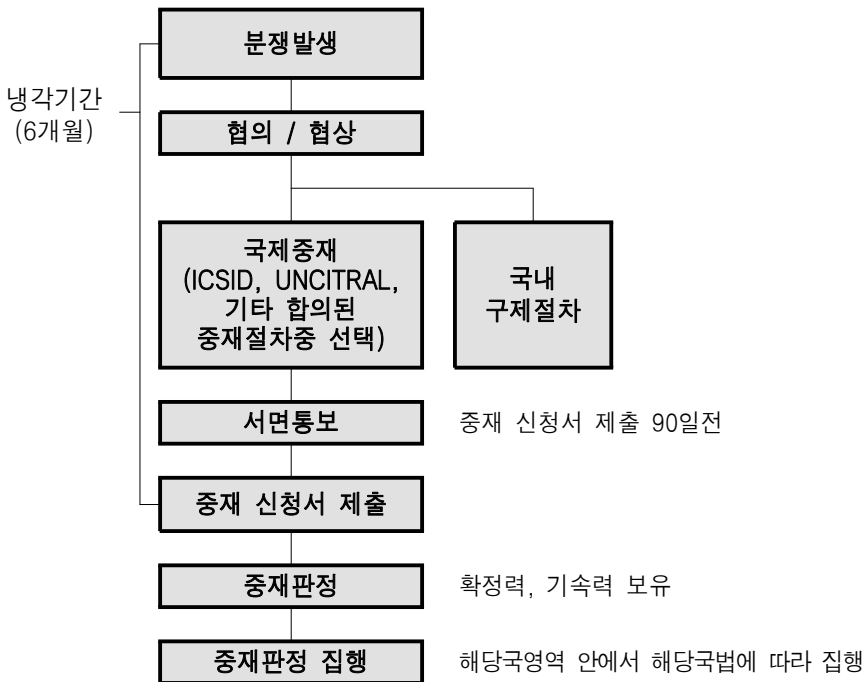 분쟁발생
냉각기간
(6개월)
협의 / 협상
국제중재
(ICSID, UNCITRAL,
기타 합의된
중재절차중 선택)
국내
구제절차
서면통보
중재 신청서 제출 90일전
중재 신청서 제출
중재판정
확정력, 기속력 보유
중재판정 집행
해당국영역 안에서 해당국법에 따라 집행